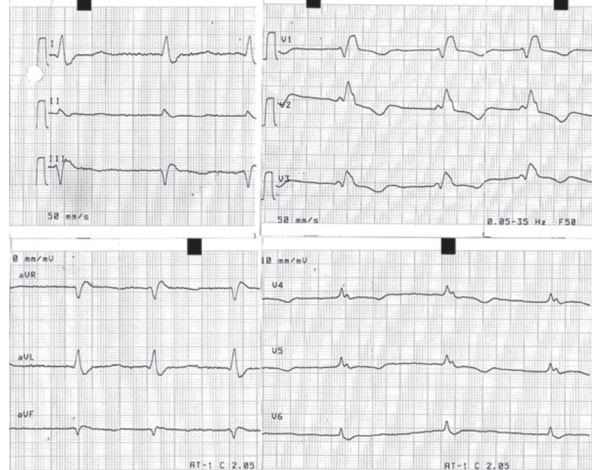 I
II
III
50 mm/s
V1
V2
V3
50 mm/s
0.05-35 Hz F50
0 mm/mV
aVR
aVL
aVF
AT-1 C 2.05
10 mm/mV
V4
V5
V6
AT-1 C 2.05